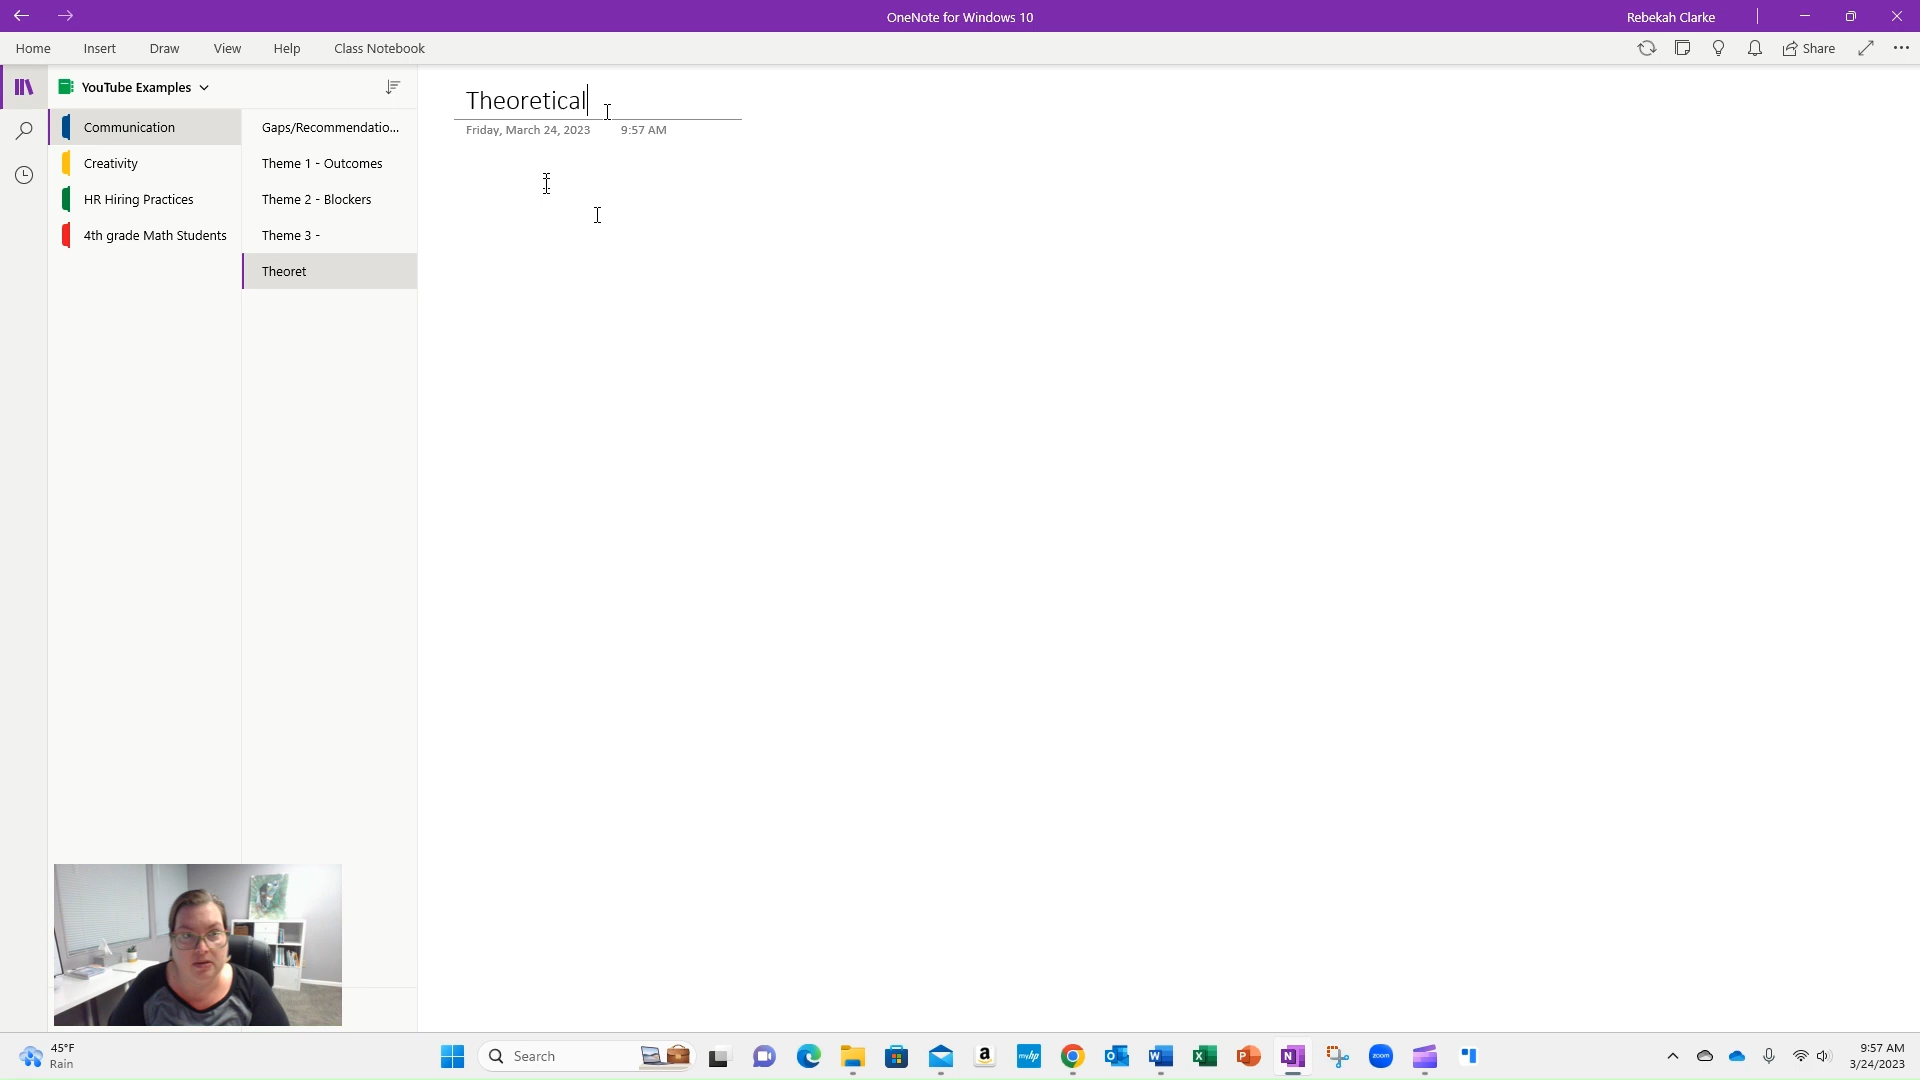 OneNote for Windows 10
Rebekah Clarke
Home Insert Draw View Help Class Notebook
Share
YouTube Examples
Communication
Creativity
HR Hiring Practices
4th grade Math Students
Gaps/Recommendatio...
Theme 1 - Outcomes
Theme 2 - Blockers
Theme 3 -
Theoret
Theoretical
Friday, March 24, 2023 9:57 AM
45°F
Rain
Search
a
myhp
zoom
9:57 AM
3/24/2023